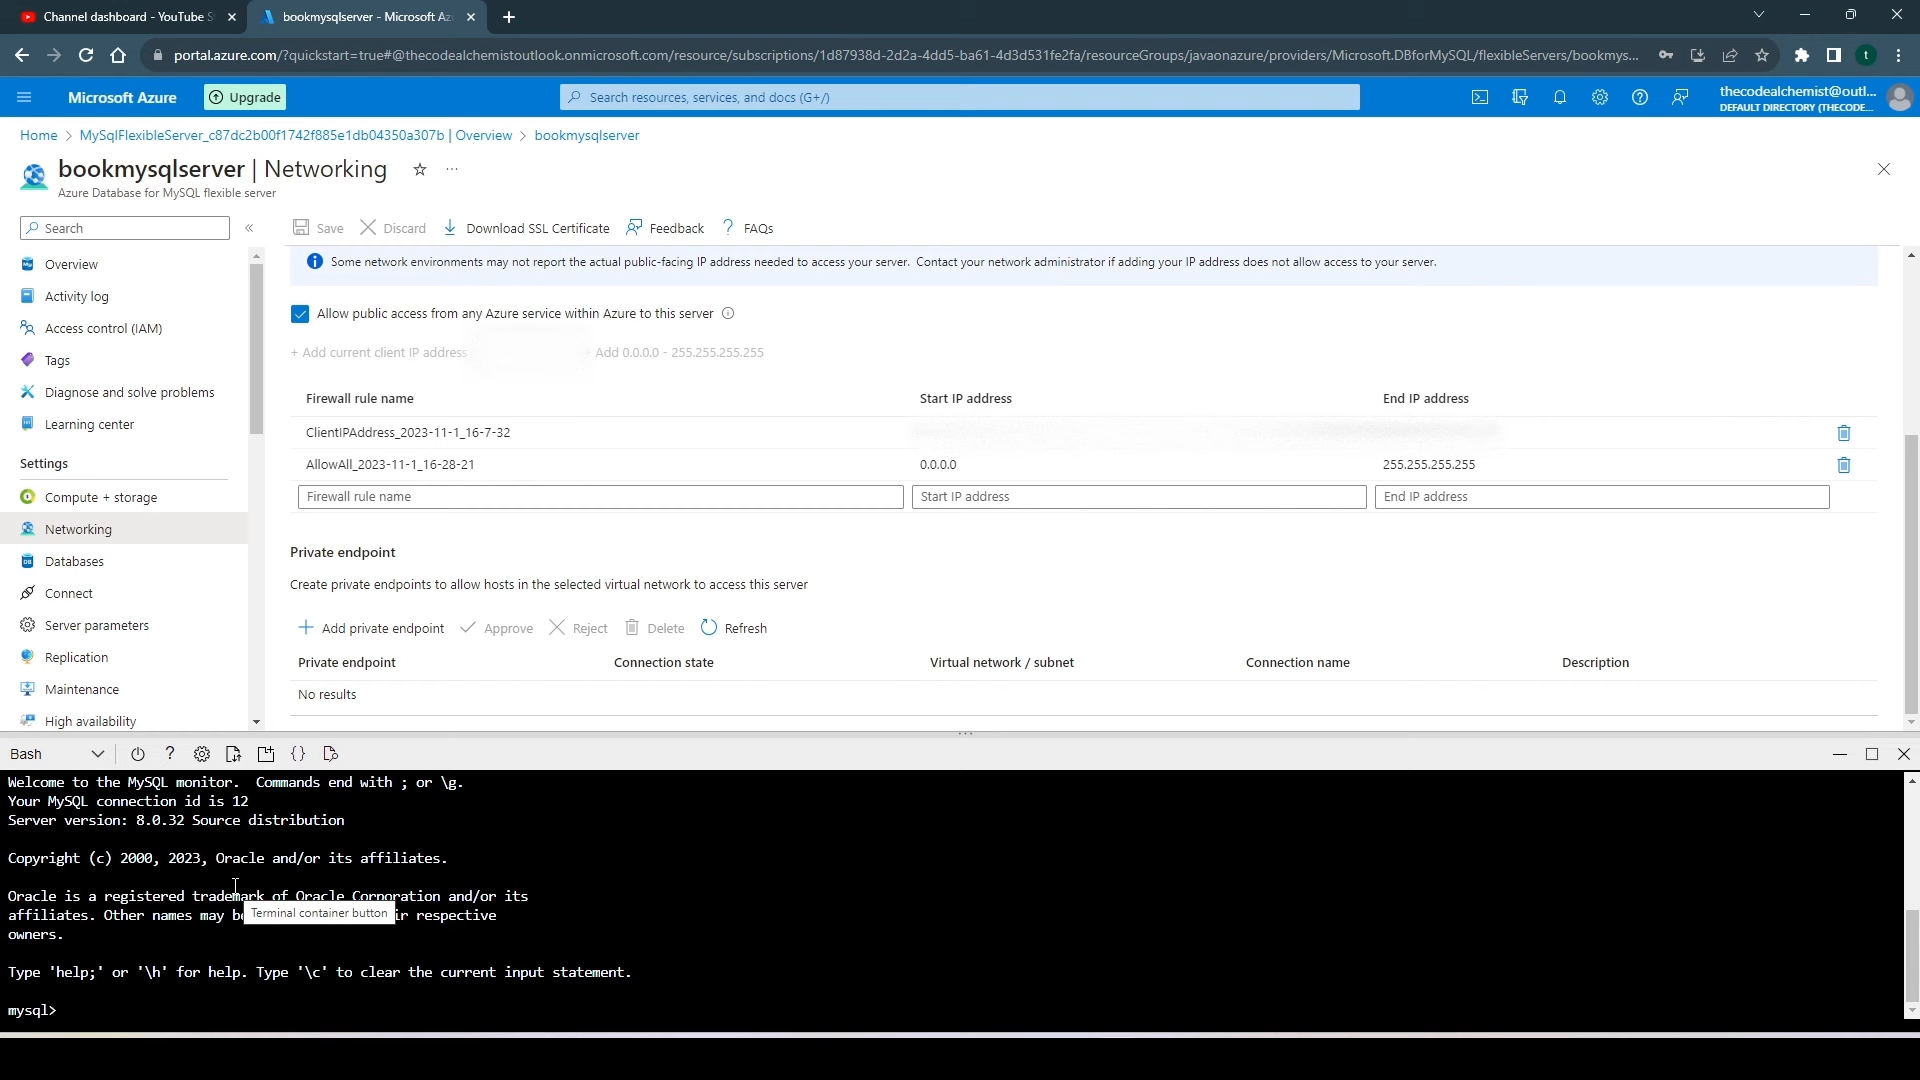 Channel dashboard - YouTube S
bookmysqlserver - Microsoft Az
portal.azure.com/?quickstart=true#@thecodealchemistoutlook.onmicrosoft.com/resource/subscriptions/1d87938d-2d2a-4dd5-ba61-4d3d531fe2fa/resourceGroups/javaonazure/providers/Microsoft.DBforMySQL/flexibleServers/bookmys...
t
Microsoft Azure
Upgrade
Search resources, services, and docs (G+/)
thecodealchemist@outl...
DEFAULT DIRECTORY (THECODE...
Home > MySqlFlexibleServer_c87dc2b00f1742f885e1db04350a307b | Overview > bookmysqlserver
bookmysqlserver | Networking
Azure Database for MySQL flexible server
Search
Save
Discard
Download SSL Certificate
Feedback
FAQs
Overview
Activity log
Access control (IAM)
Tags
Diagnose and solve problems
Learning center
Settings
Compute + storage
Networking
Databases
Connect
Server parameters
Replication
Maintenance
High availability
Some network environments may not report the actual public-facing IP address needed to access your server. Contact your network administrator if adding your IP address does not allow access to your server.
Allow public access from any Azure service within Azure to this server
+ Add current client IP address
Add 0.0.0.0 - 255.255.255.255
Firewall rule name
Start IP address
End IP address
ClientIPAddress_2023-11-1_16-7-32
AllowAll_2023-11-1_16-28-21
0.0.0.0
255.255.255.255
Firewall rule name
Start IP address
End IP address
Private endpoint
Create private endpoints to allow hosts in the selected virtual network to access this server
Add private endpoint
Approve
Reject
Delete
Refresh
Private endpoint
Connection state
Virtual network / subnet
Connection name
Description
No results
Bash
Welcome to the MySQL monitor.  Commands end with ; or \g.
Your MySQL connection id is 12
Server version: 8.0.32 Source distribution
Copyright (c) 2000, 2023, Oracle and/or its affiliates.
Oracle is a registered trademark of Oracle Corporation and/or its
affiliates. Other names may be
Terminal container button
respective
owners.
Type 'help;' or '\h' for help. Type '\c' to clear the current input statement.
mysql>